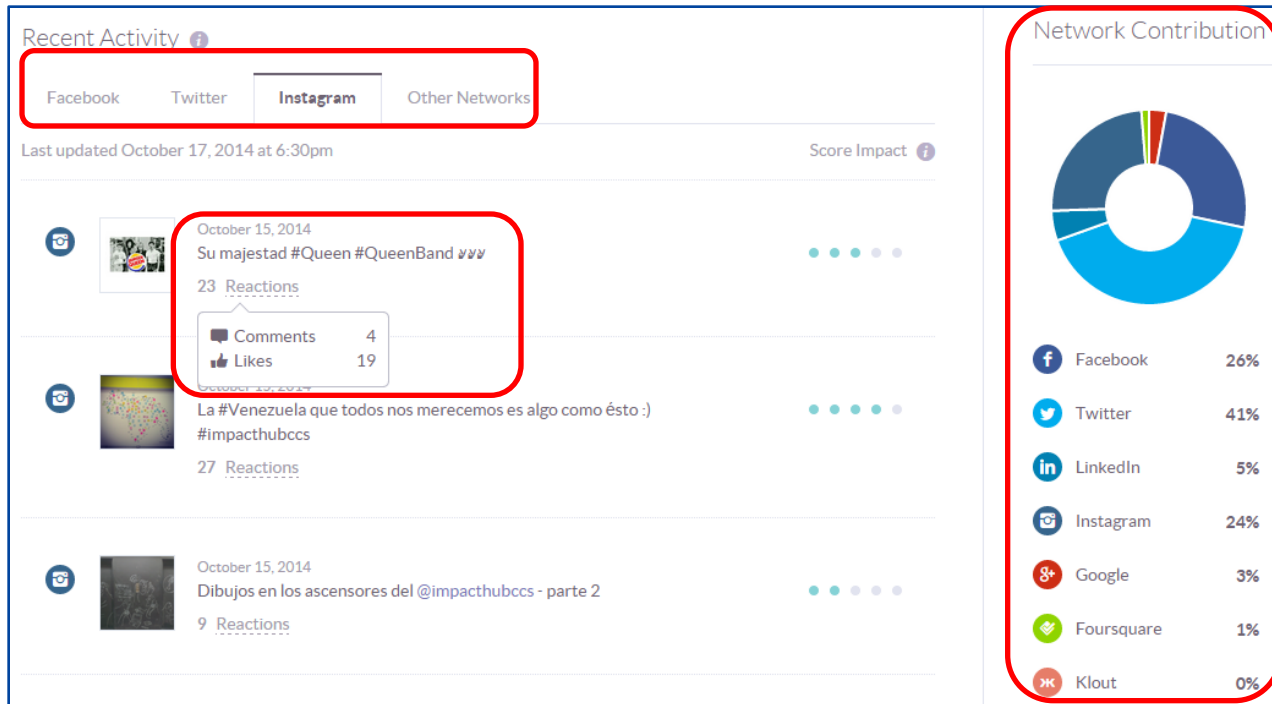 Recent Activity
Facebook Twitter Instagram Other Networks
Last updated October 17, 2014 at 6:30pm
Score Impact
October 15, 2014
Su majestad #Queen #QueenBand
23 Reactions
Comments 4
Likes 19
October 15, 2014
La #Venezuela que todos nos merecemos es algo como ésto :)
#impacthubccs
27 Reactions
October 15, 2014
Dibujos en los ascensores del @impacthubccs - parte 2
9 Reactions
Network Contribution
Facebook 26%
Twitter 41%
LinkedIn 5%
Instagram 24%
Google 3%
Foursquare 1%
Klout 0%